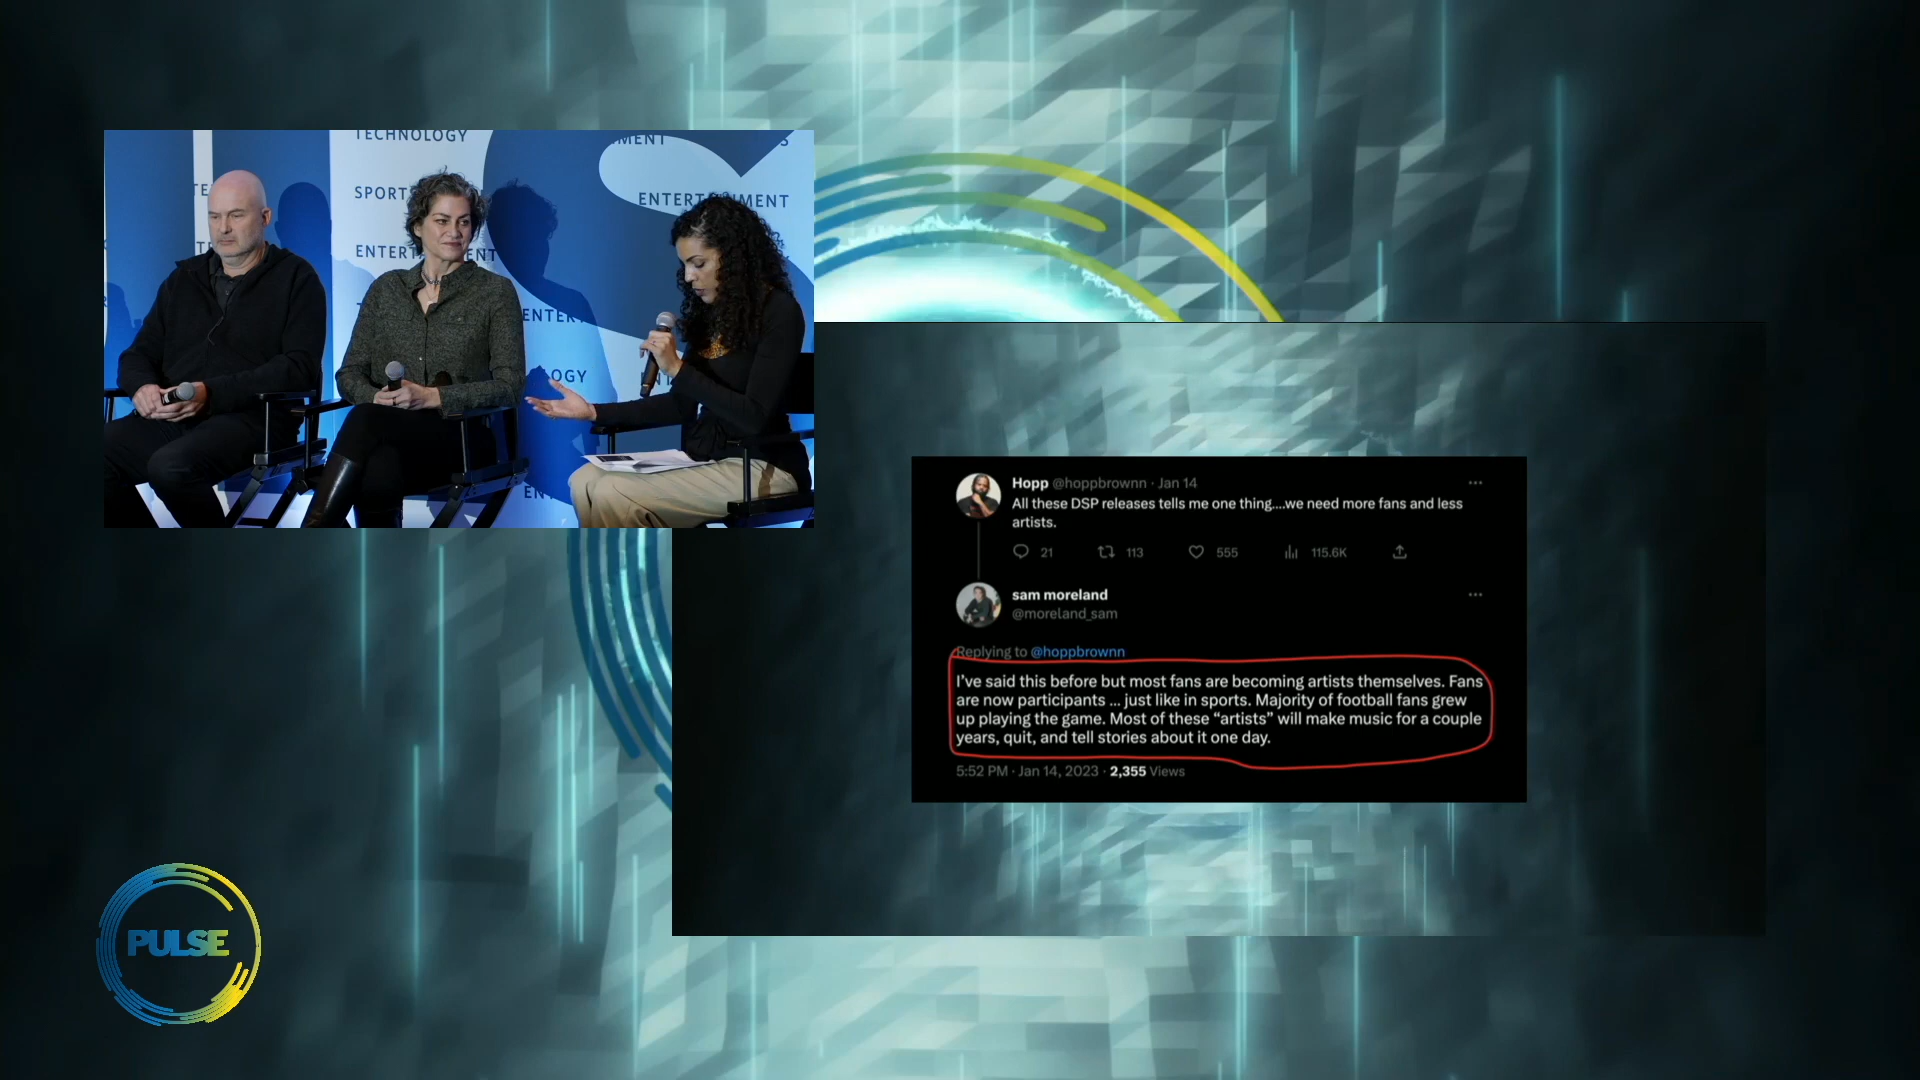 TECHNOLOGY
SPORTS
ENTERTAINMENT
ENTERTAINMENT
Hopp @hoppbrownn · Jan 14
All these DSP releases tells me one thing....we need more fans and less
artists.
21 113 555 115.6K
sam moreland
@moreland_sam
Replying to @hoppbrownn
I've said this before but most fans are becoming artists themselves. Fans
are now participants ... just like in sports. Majority of football fans grew
up playing the game. Most of these “artists” will make music for a couple
years, quit, and tell stories about it one day.
5:52 PM · Jan 14, 2023 · 2,355 Views
PULSE